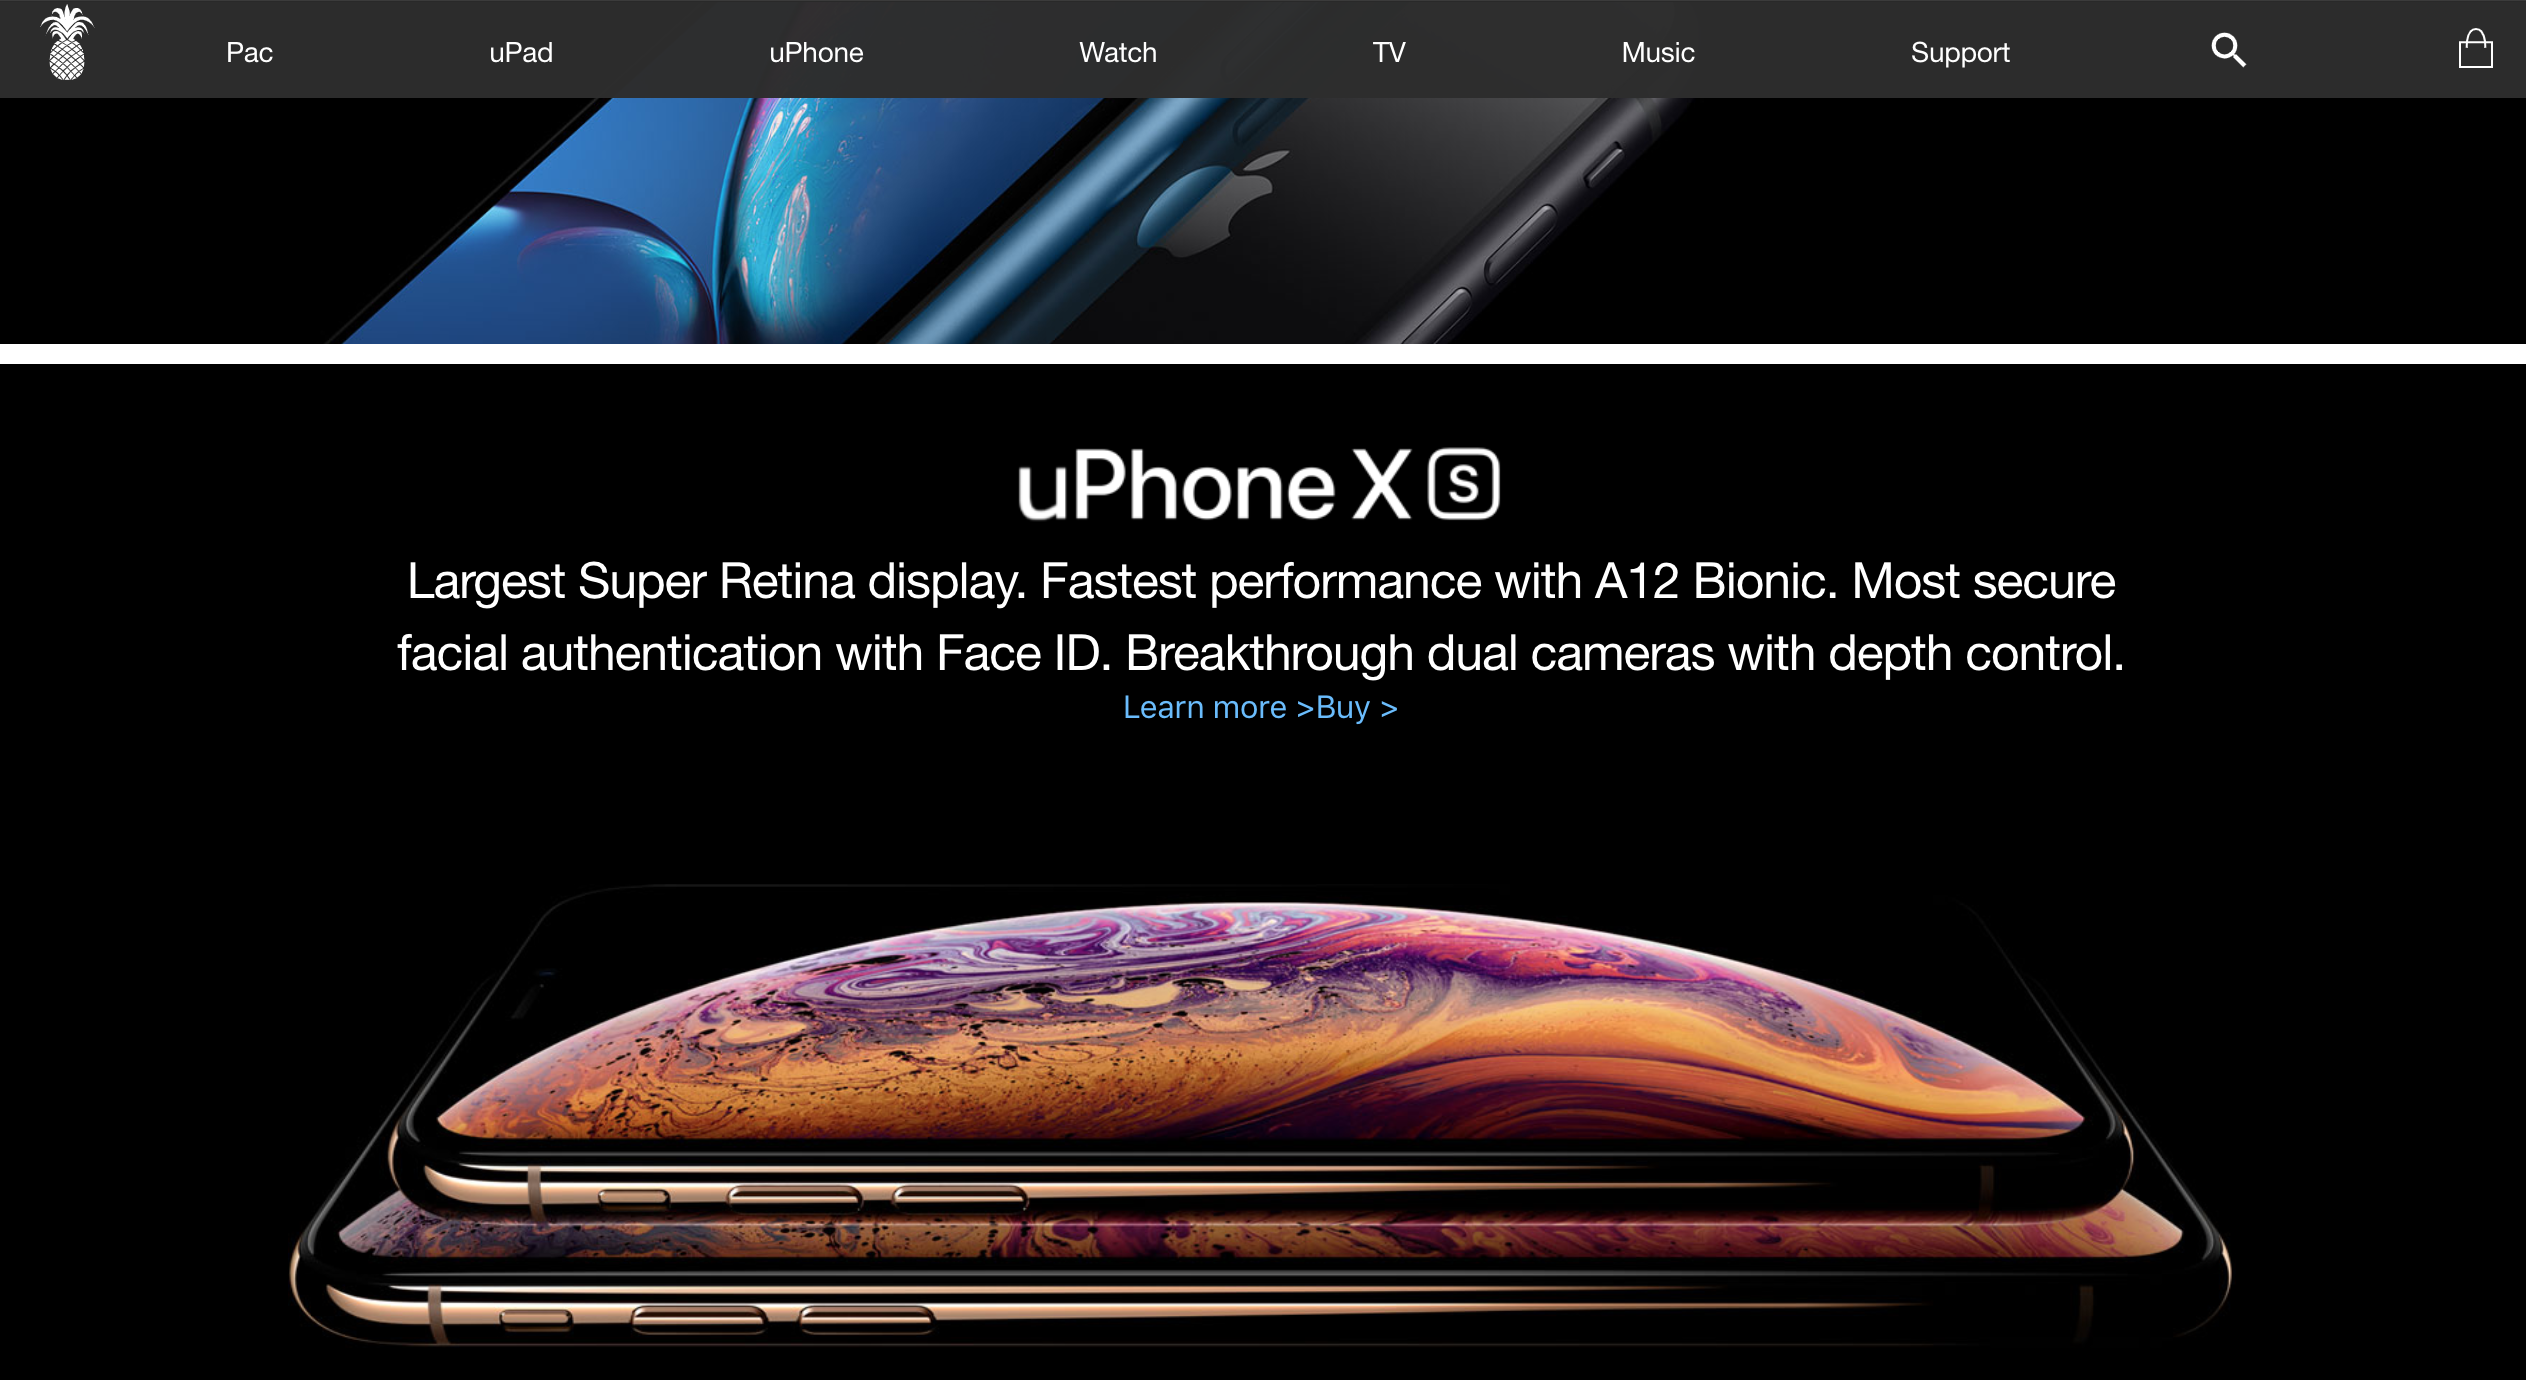 Pac uPad uPhone Watch TV Music Support
uPhone X S
Largest Super Retina display. Fastest performance with A12 Bionic. Most secure
facial authentication with Face ID. Breakthrough dual cameras with depth control.
Learn more >Buy >